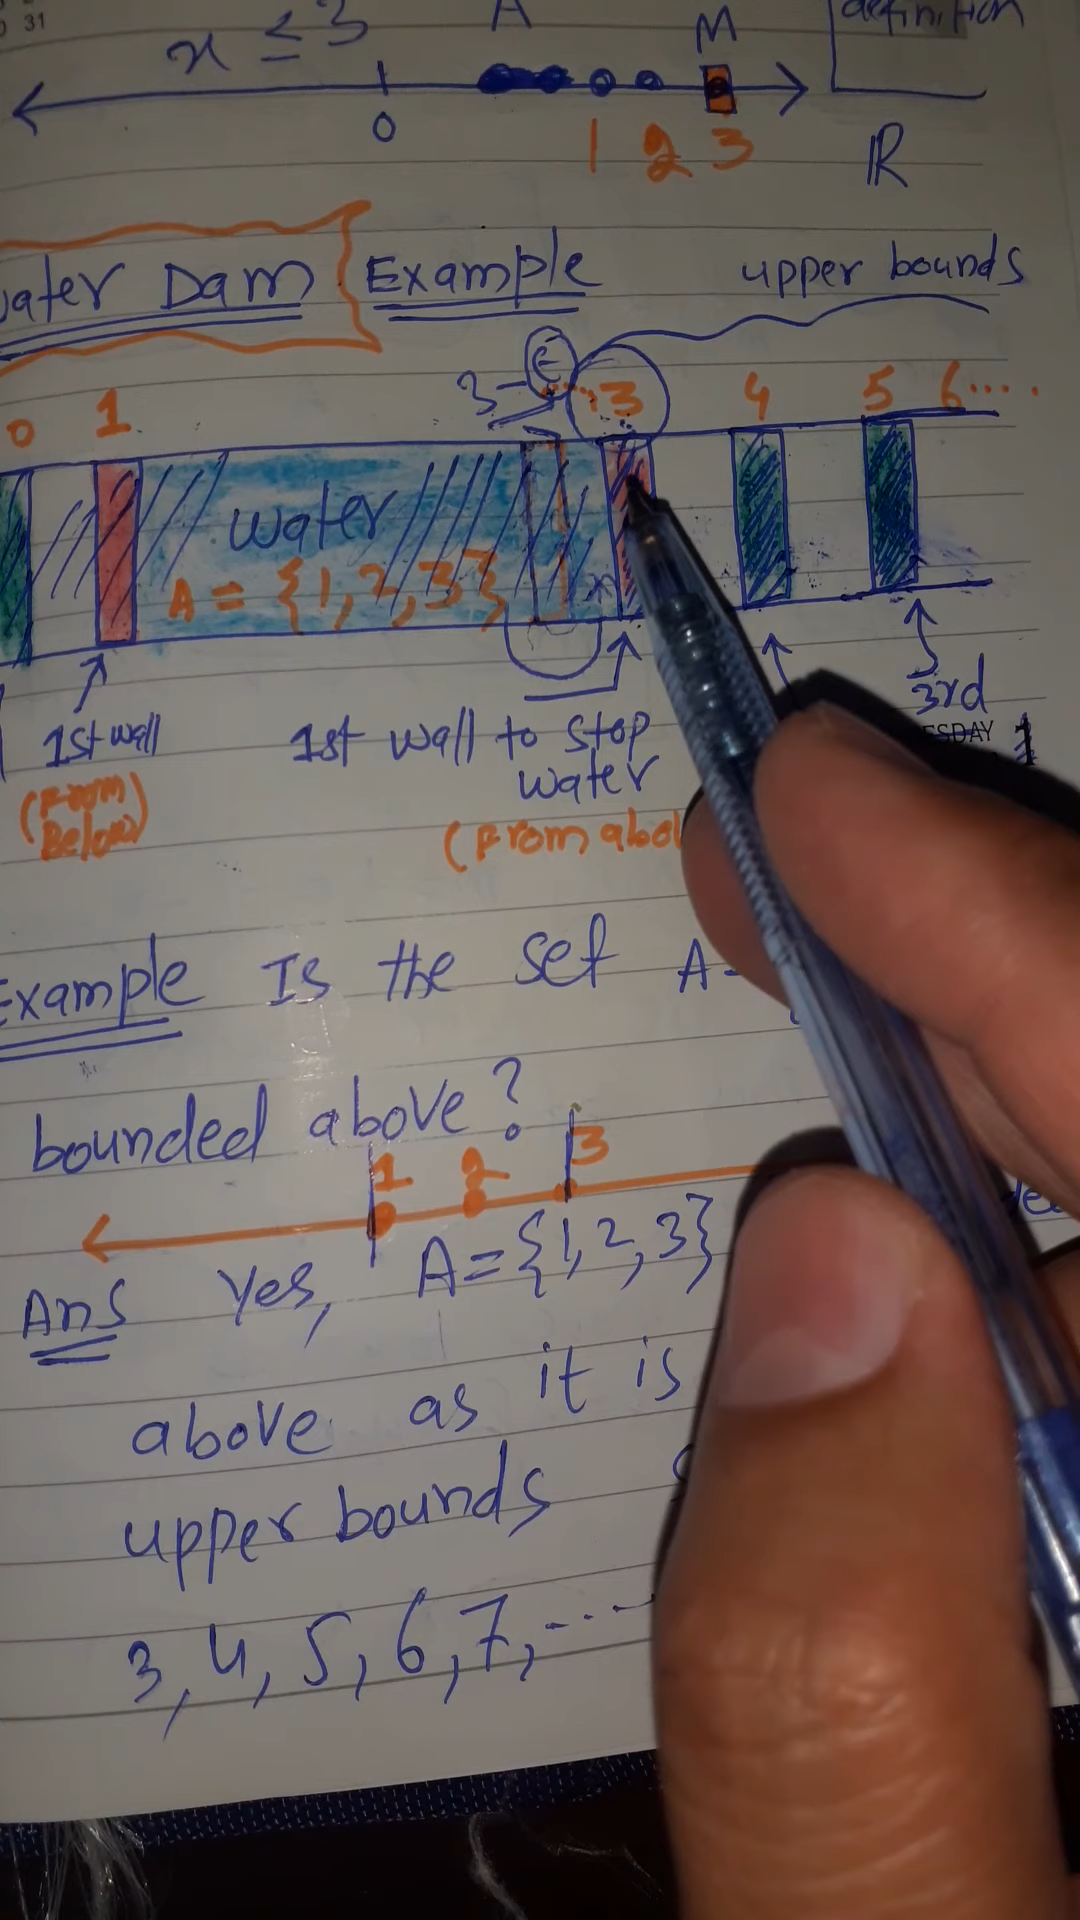 31
definition
x ≤ 3 A M
0 1 2 3 ℝ
Water Dam Example upper bounds
0 1 3-ε ....3 4 5 6....
Water
A = {1,2,3}
1st wall 1st wall to stop 3rd
(From water
Below) (From
Example Is the set A
bounded above?
1 2 3
Ans Yes, A={1,2,3}
above as it is
upper bounds
3, 4, 5, 6, 7, ...